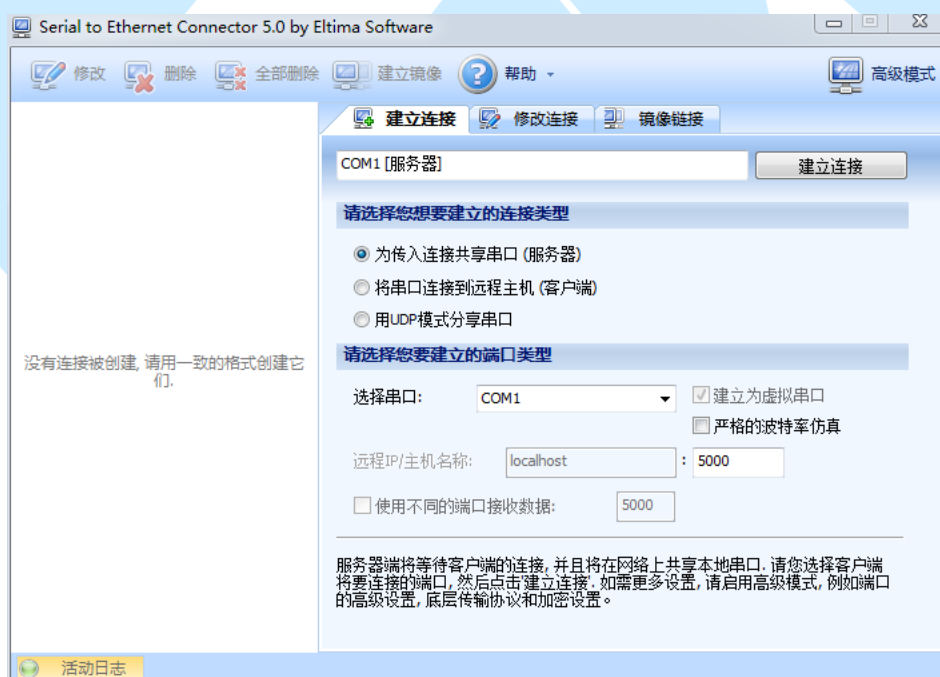 Serial to Ethernet Connector 5.0 by Eltima Software
修改 删除 全部删除 建立镜像 帮助 高级模式
建立连接 修改连接 镜像链接
COM1 [服务器] 建立连接
请选择您想要建立的连接类型
为传入连接共享串口 (服务器)
将串口连接到远程主机 (客户端)
用UDP模式分享串口
没有连接被创建, 请用一致的格式创建它
们.
请选择您要建立的端口类型
选择串口: COM1 建立为虚拟串口
严格的波特率仿真
远程IP/主机名称: localhost : 5000
使用不同的端口接收数据: 5000
服务器端将等待客户端的连接, 并且将在网络上共享本地串口. 请您选择客户端
将要连接的端口, 然后点击'建立连接'. 如需更多设置, 请启用高级模式, 例如端口
的高级设置, 底层传输协议和加密设置。
活动日志